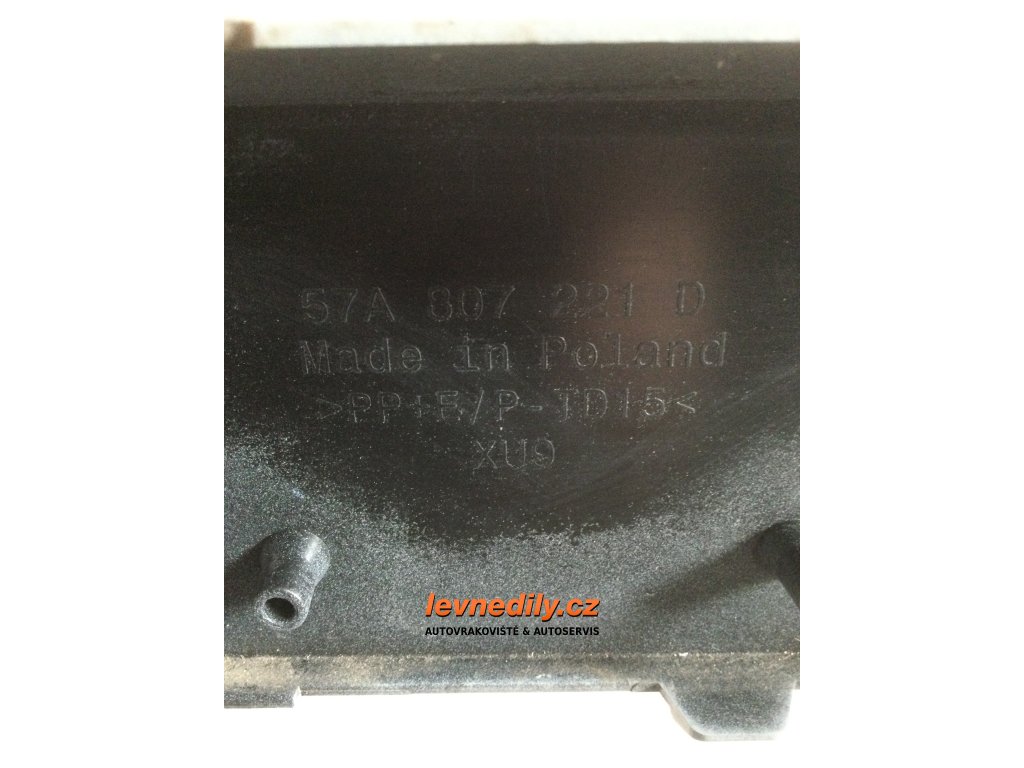 57A 807 221 D
Made in Poland
>PP+E/P-TD15<
XU9
levnedily.cz
AUTOVRAKOVIŠTĚ & AUTOSERVIS